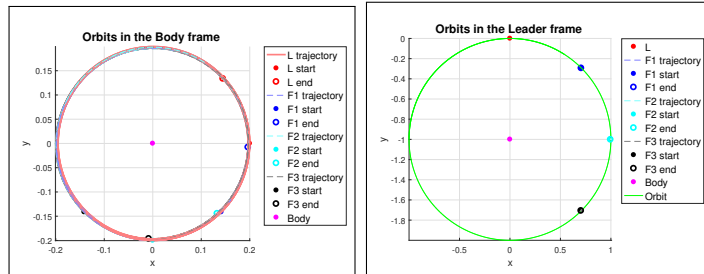 Orbits in the Body frame
0.15
0.1
0.05
0
-0.05
-0.1
-0.15
-0.2
-0.2
-0.1
0
0.1
0.2
x
y
L trajectory
L start
L end
F1 trajectory
F1 start
F1 end
F2 trajectory
F2 start
F2 end
F3 trajectory
F3 start
F3 end
Body
Orbits in the Leader frame
0
-0.2
-0.4
-0.6
-0.8
-1
-1.2
-1.4
-1.6
-1.8
-0.5
0
0.5
1
x
y
L
F1 trajectory
F1 start
F1 end
F2 trajectory
F2 start
F2 end
F3 trajectory
F3 start
F3 end
Body
Orbit